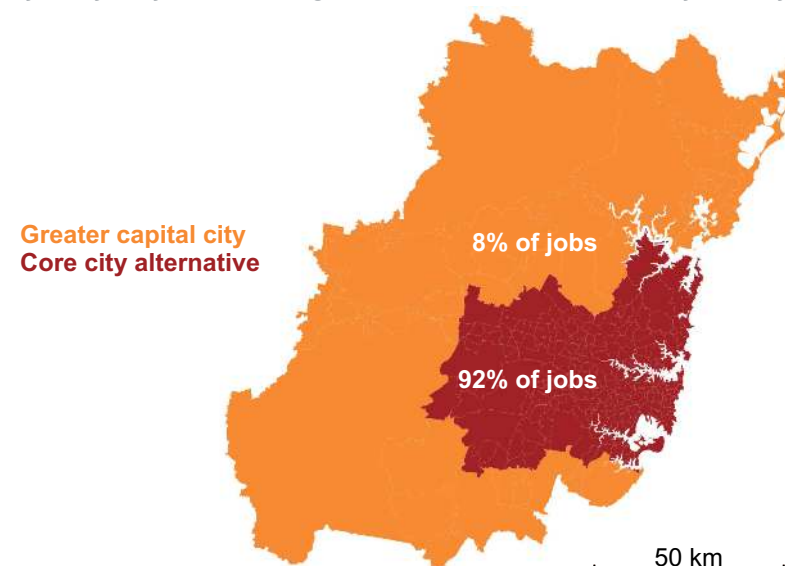 Greater capital city
Core city alternative
8% of jobs
92% of jobs
50 km